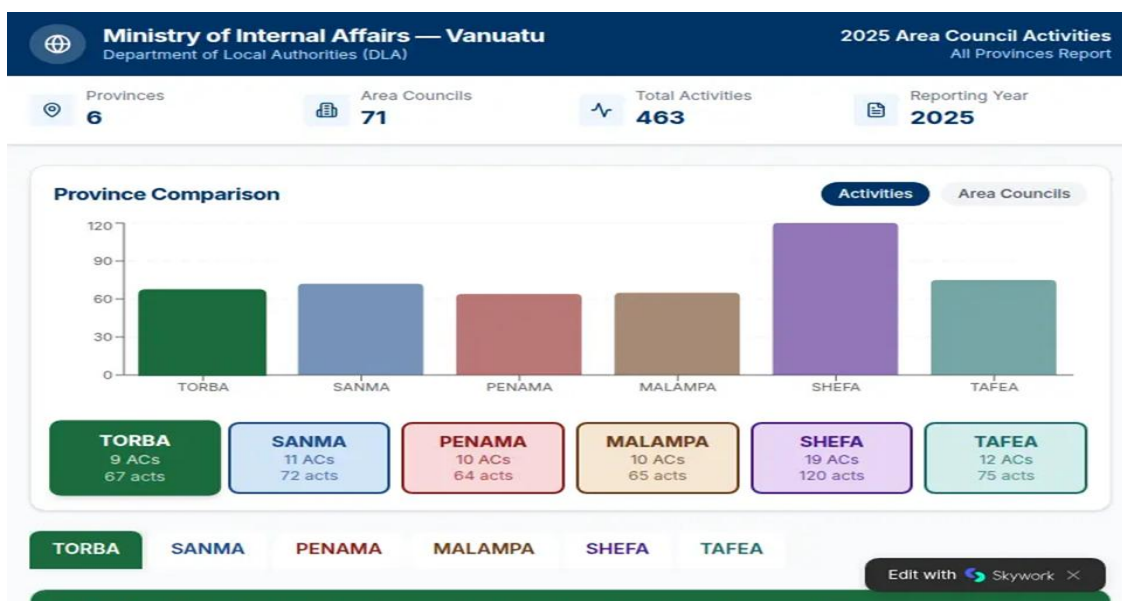 Ministry of Internal Affairs — Vanuatu
Department of Local Authorities (DLA)
2025 Area Council Activities
All Provinces Report
Provinces
6
Area Councils
71
Total Activities
463
Reporting Year
2025
Province Comparison
Activities
Area Councils
120
90
60
30
0
TORBA
SANMA
PENAMA
MALAMPA
SHEFA
TAFEA
TORBA
9 ACs
67 acts
SANMA
11 ACs
72 acts
PENAMA
10 ACs
64 acts
MALAMPA
10 ACs
65 acts
SHEFA
19 ACs
120 acts
TAFEA
12 ACs
75 acts
TORBA
SANMA
PENAMA
MALAMPA
SHEFA
TAFEA
Edit with Skywork